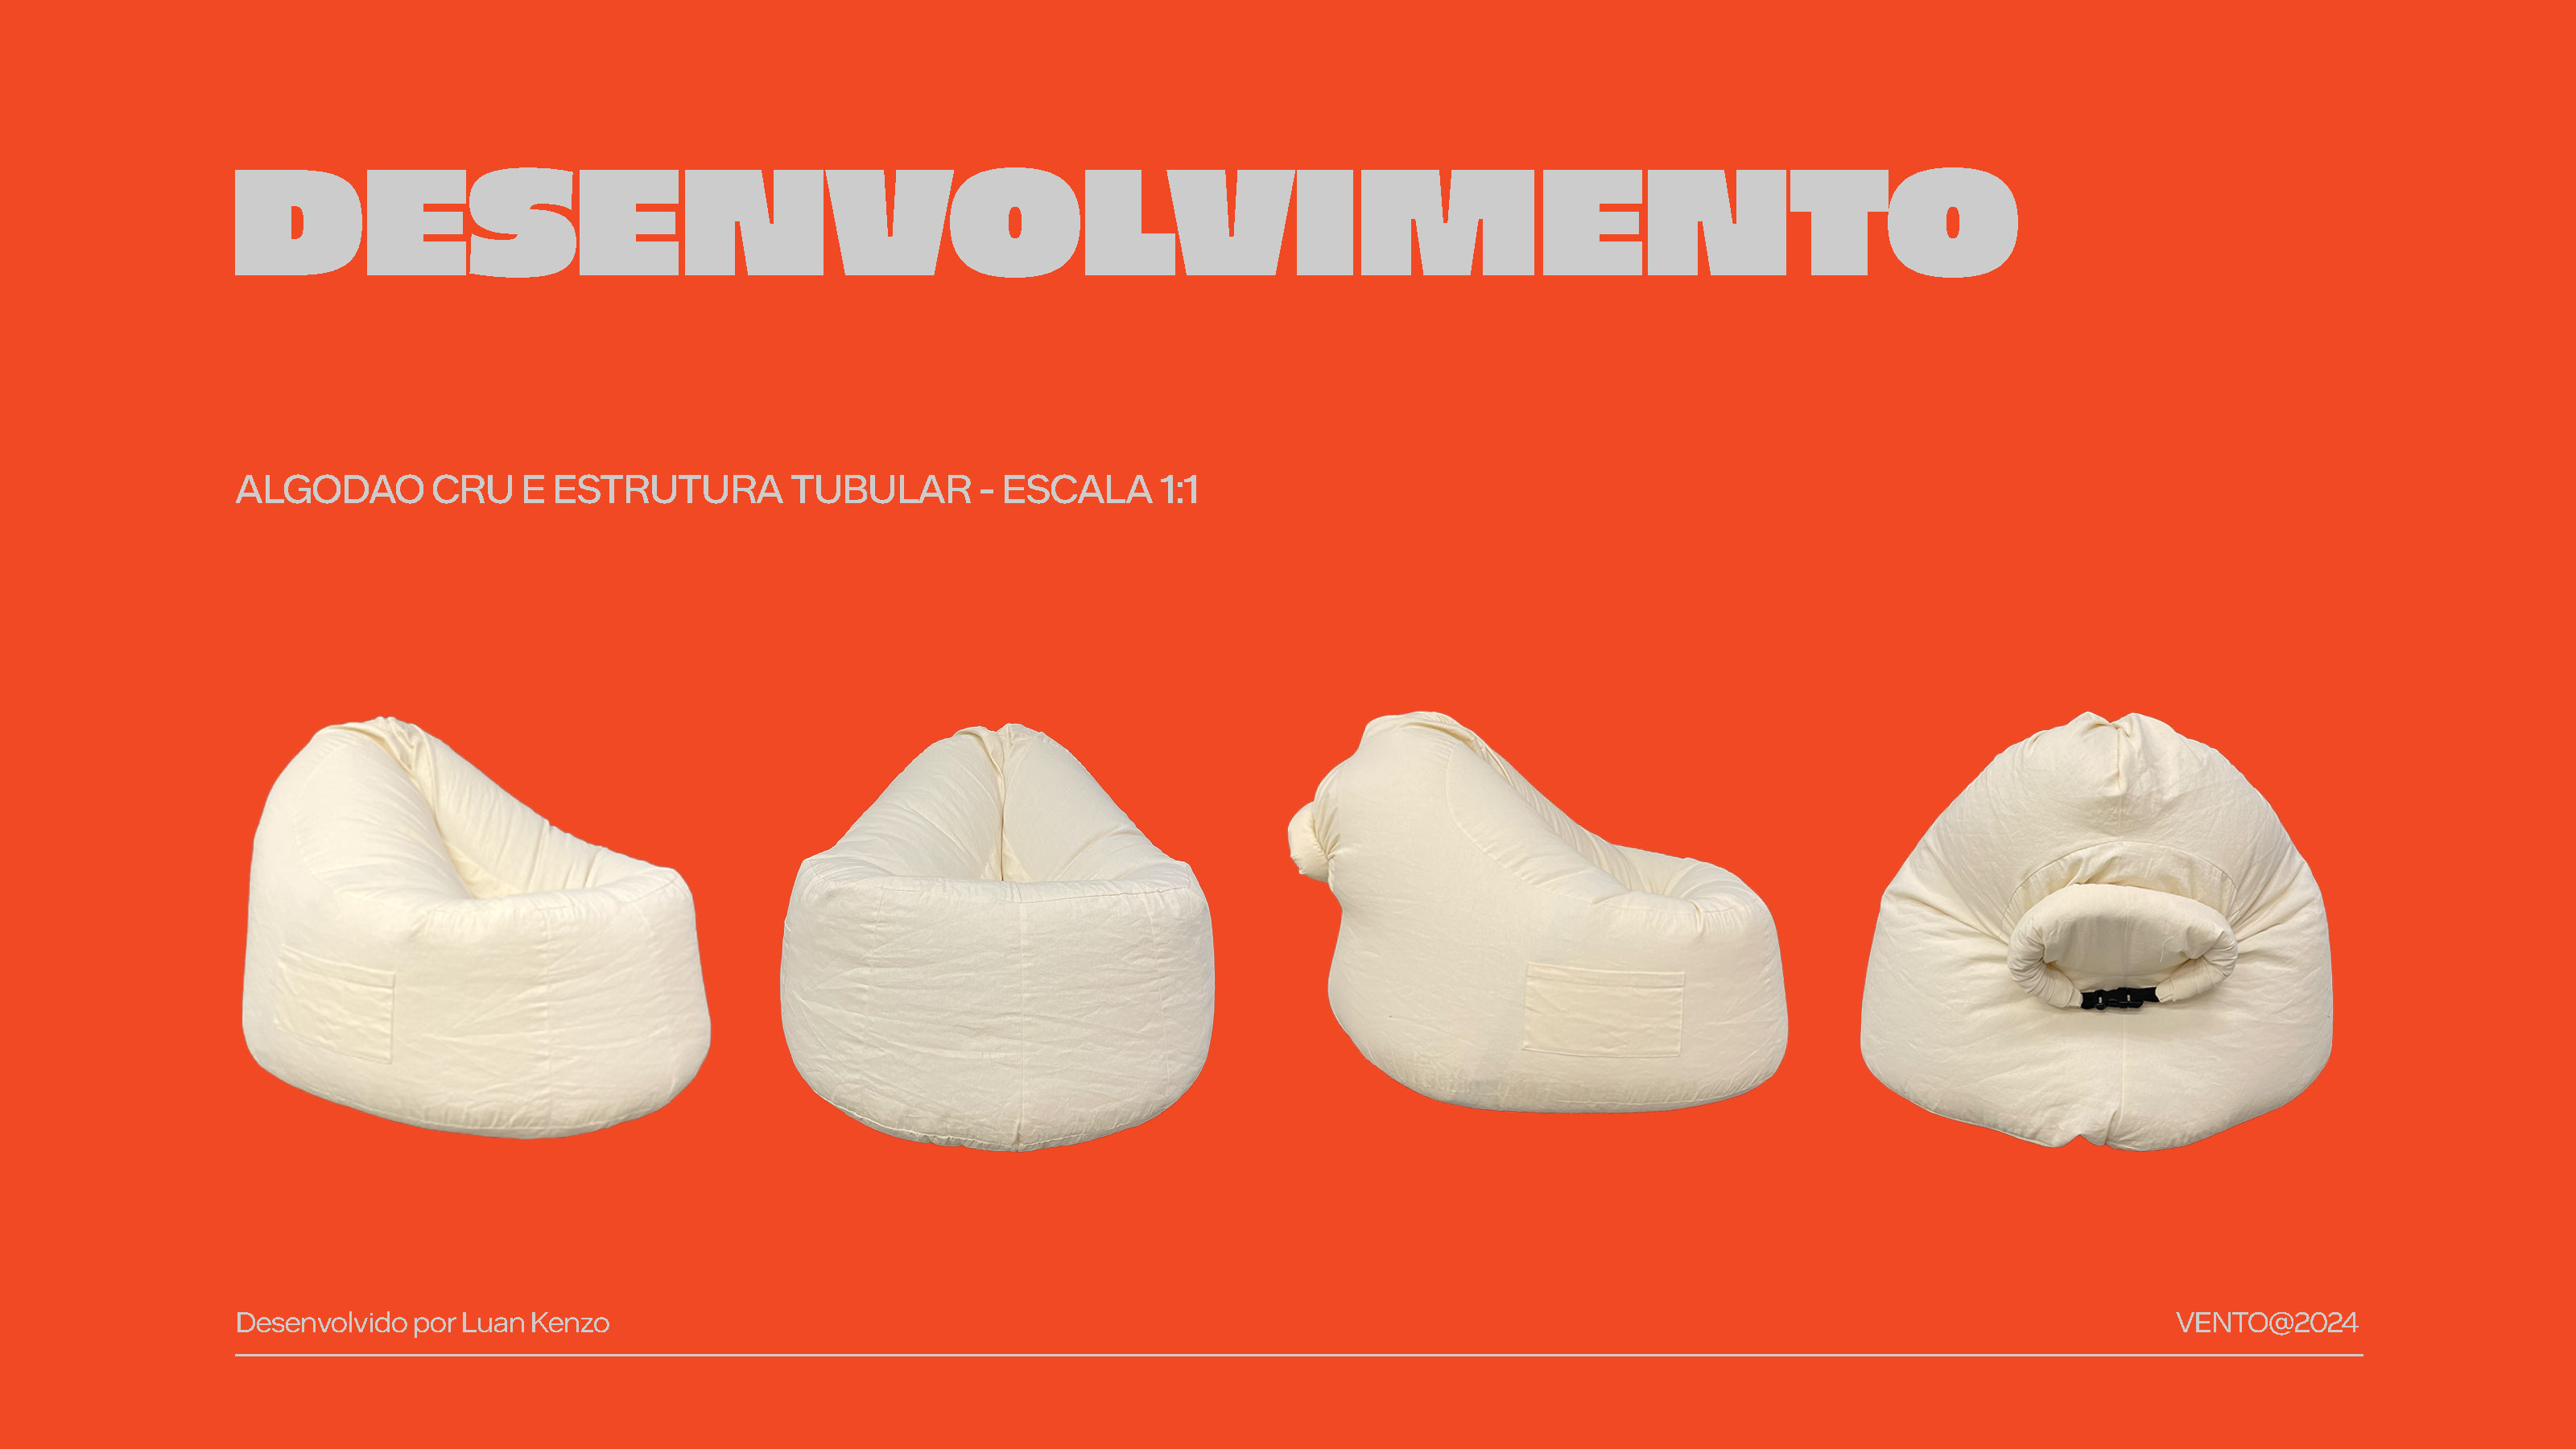 DESENVOLVIMENTO
ALGODAO CRU E ESTRUTURA TUBULAR - ESCALA 1:1
Desenvolvido por Luan Kenzo
VENTO@2024